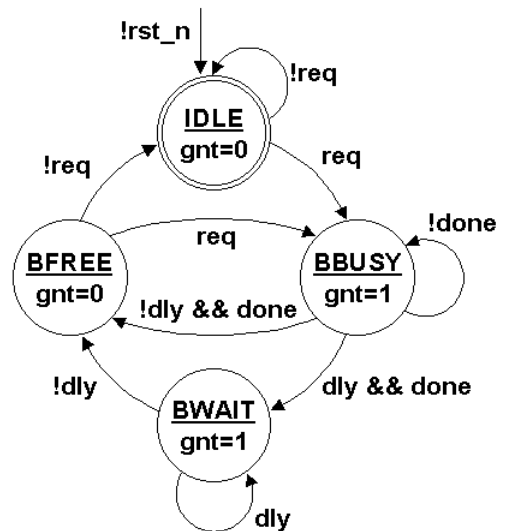 !rst_n
!req
IDLE
gnt=0
!req
req
req
!done
BFREE
gnt=0
BBUSY
gnt=1
!dly && done
!dly
dly && done
BWAIT
gnt=1
dly